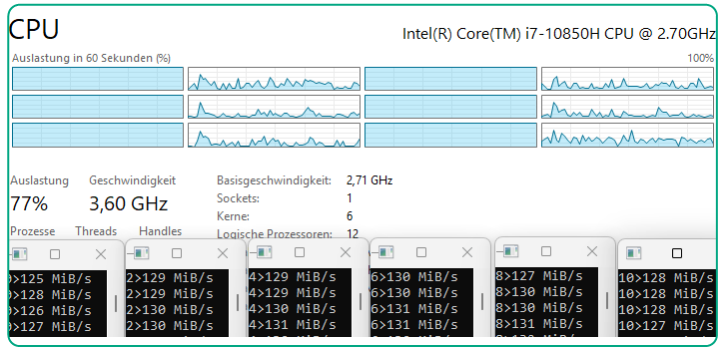 CPU
Intel(R) Core(TM) i7-10850H CPU @ 2.70GHz
Auslastung in 60 Sekunden (%)
100%
Auslastung
Geschwindigkeit
77%
3,60 GHz
Basisgeschwindigkeit: 2,71 GHz
Sockets: 1
Kerne: 6
Logische Prozessoren: 12
Prozesse
Threads
Handles
0>125 MiB/s
0>128 MiB/s
0>126 MiB/s
0>127 MiB/s
2>129 MiB/s
2>129 MiB/s
2>130 MiB/s
2>130 MiB/s
4>129 MiB/s
4>129 MiB/s
4>130 MiB/s
4>131 MiB/s
6>130 MiB/s
6>130 MiB/s
6>131 MiB/s
6>131 MiB/s
8>127 MiB/s
8>130 MiB/s
8>130 MiB/s
8>131 MiB/s
10>128 MiB/s
10>128 MiB/s
10>128 MiB/s
10>127 MiB/s